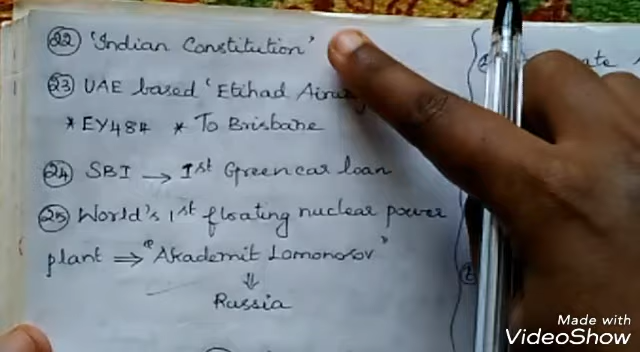 (22) 'Indian Constitution'
(23) UAE based 'Etihad
* EY484 * To Brisbane
(24) SBI → 1st Green car loan
(25) World's 1st floating nuclear power
plant ⇒ "Akademit Lomonosov"
⇓
Russia
Made with
VideoShow